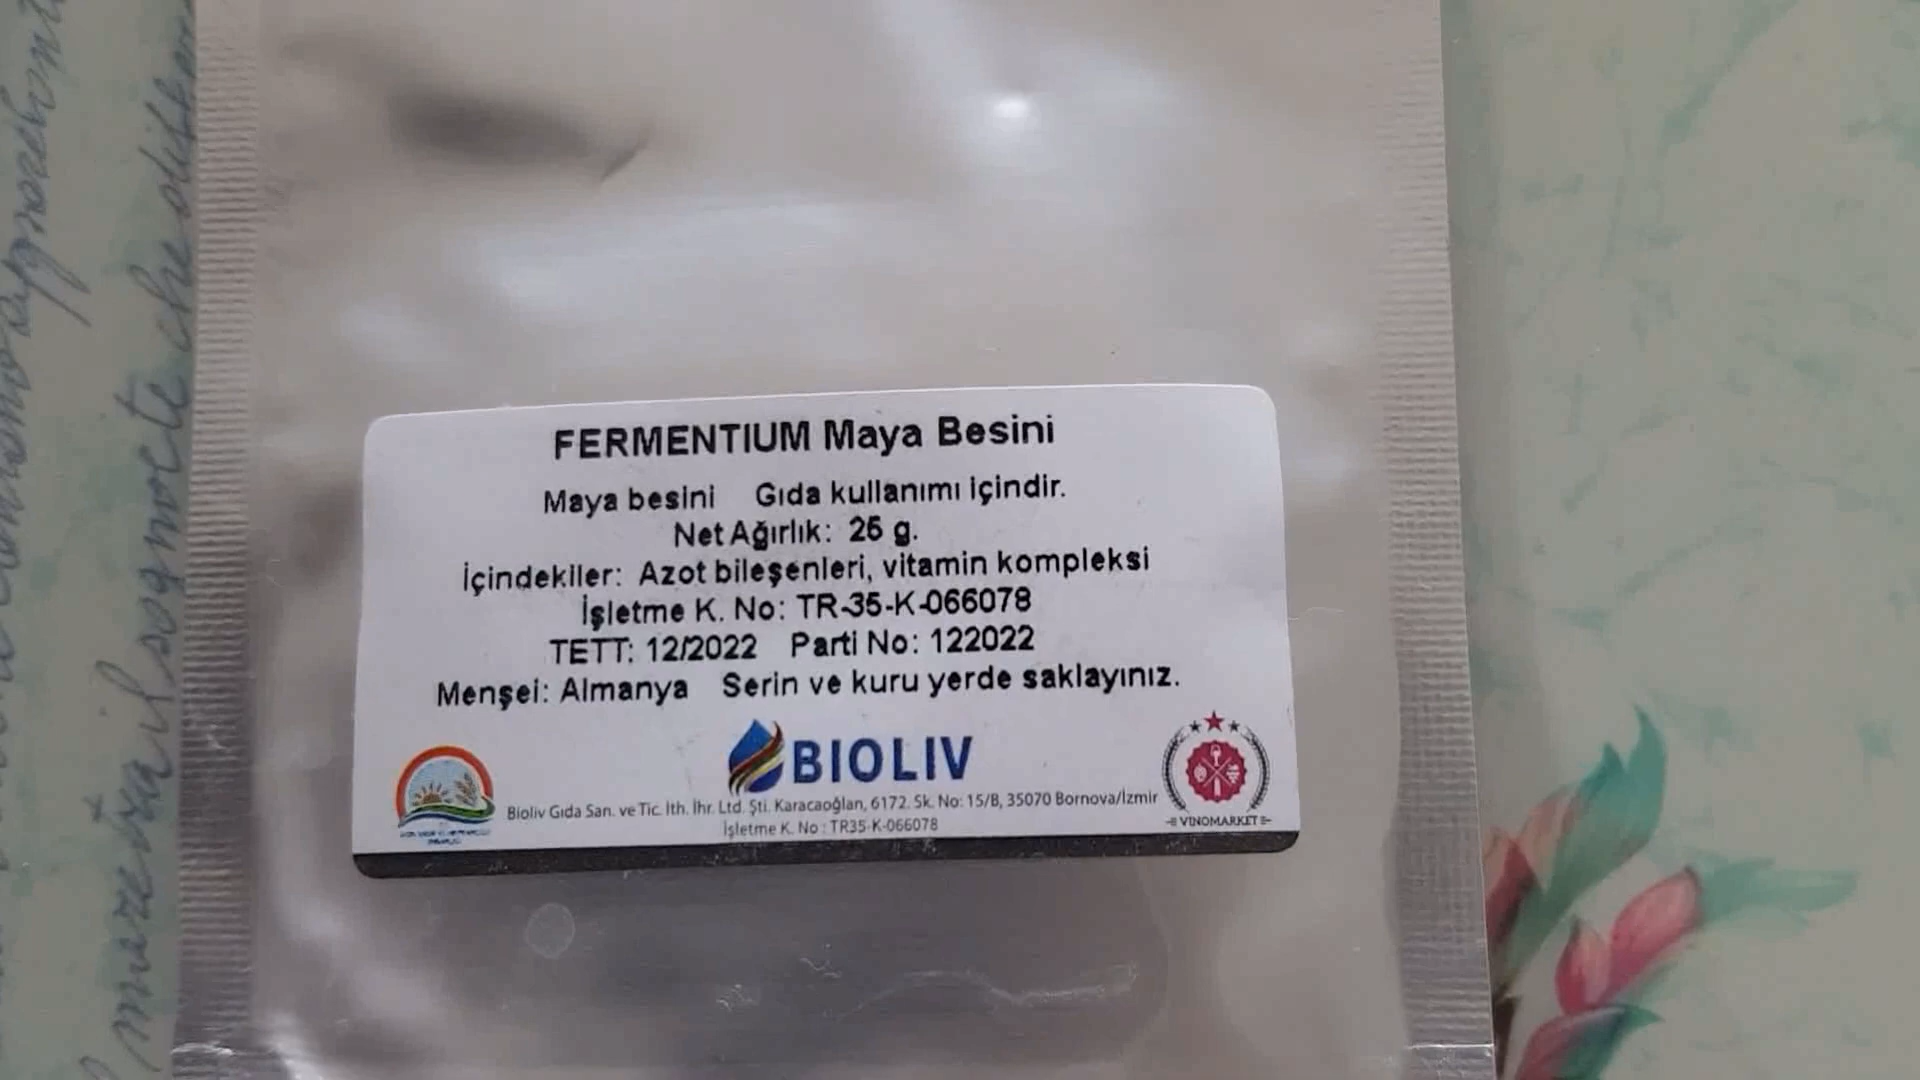 FERMENTIUM Maya Besini
Maya besini Gıda kullanımı içindir.
Net Ağırlık: 25 g.
İçindekiler: Azot bileşenleri, vitamin kompleksi
İşletme K. No: TR-35-K-066078
TETT: 12/2022 Parti No: 122022
Menşei: Almanya Serin ve kuru yerde saklayınız.
BIOLIV
Bioliv Gıda San. ve Tic. İth. İhr. Ltd. Şti. Karacaoğlan, 6172. Sk. No: 15/B, 35070 Bornova/İzmir
İşletme K. No : TR35-K-066078
VINOMARKET